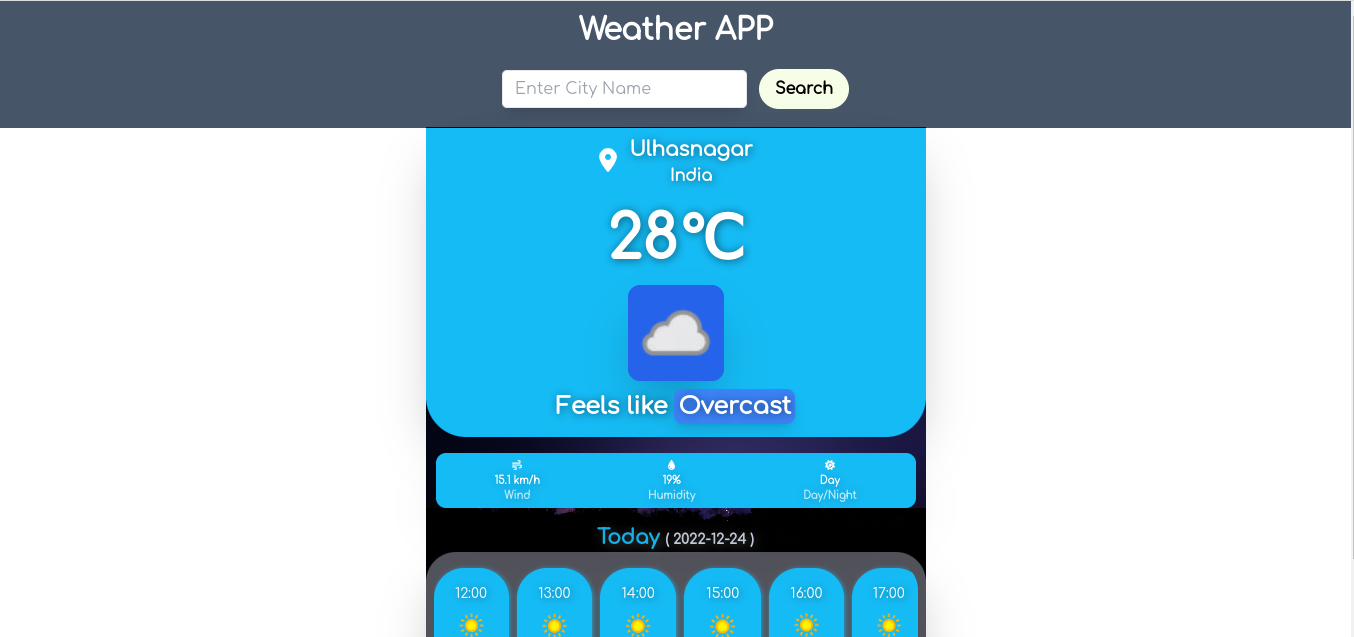 Weather APP
Enter City Name
Search
Ulhasnagar
India
28°C
Feels like Overcast
15.1 km/h 19% Day
Wind Humidity Day/Night
Today ( 2022-12-24 )
12:00 13:00 14:00 15:00 16:00 17:00